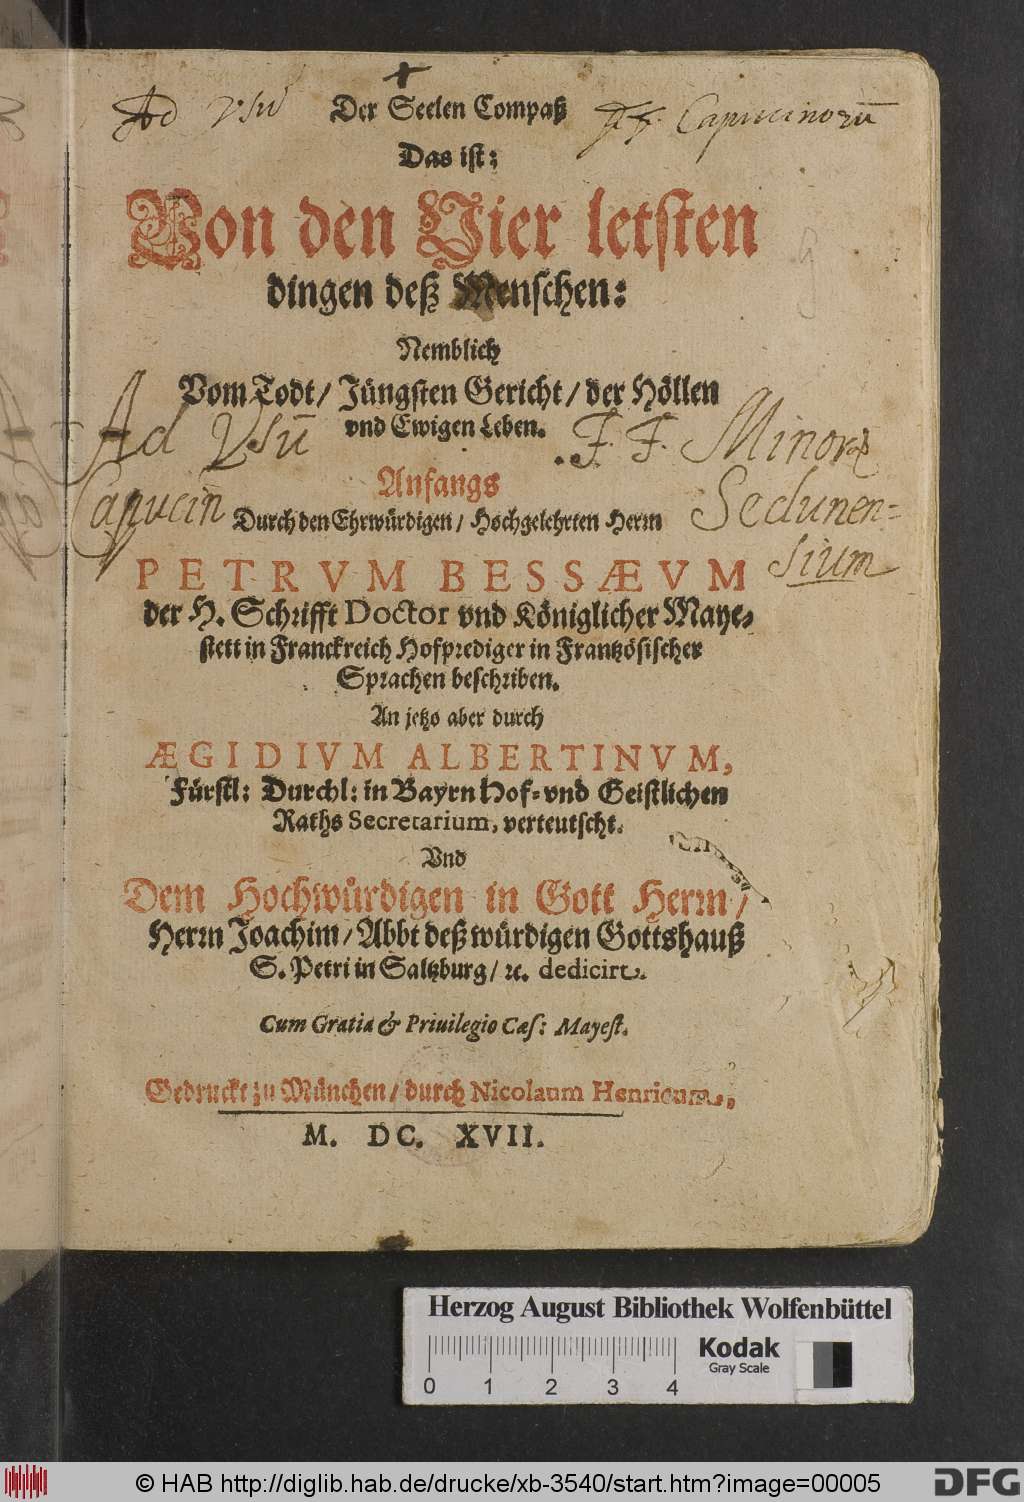 Der Seelen Compaß
Ad Vsū FF. Capucinorū
Das ist:
Von den Vier letsten
dingen deß Menschen:
Nemblich
Vom Todt/ Jüngsten Gericht/ der Höllen
vnd Ewigen Leben.
Ad Vsū F. F. Minorꝝ
Capucin Sedunen-
sium
Anfangs
Durch den Ehrwürdigen/ Hochgelehrten Herrn
PETRVM BESSÆVM
der H. Schrifft Doctor vnd Königlicher Maye-
stett in Franckreich Hofprediger in Frantzösischer
Sprachen beschriben.
An jetzo aber durch
ÆGIDIVM ALBERTINVM,
Fürstl: Durchl: in Bayrn Hof- vnd Geistlichen
Raths Secretarium, verteutscht.
Vnd
Dem Hochwürdigen in Gott Herrn/
Herrn Joachim/ Abbt deß würdigen Gottshauß
S. Petri in Saltzburg/ ꝛc. dedicirt.
Cum Gratia & Priuilegio Cæs: Mayest.
Gedruckt zu München/ durch Nicolaum Henricum,
M. DC. XVII.
Herzog August Bibliothek Wolfenbüttel
Kodak
Gray Scale
0 1 2 3 4
© HAB http://diglib.hab.de/drucke/xb-3540/start.htm?image=00005
DFG